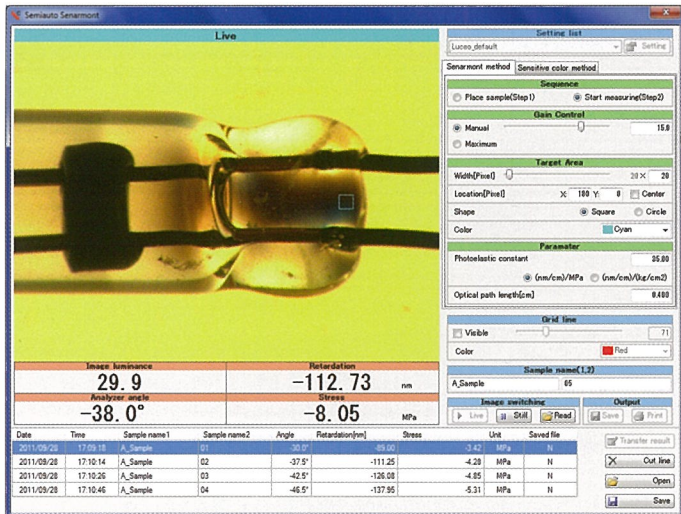 Semiauto Senarmont
Live
Setting list
Luceo_default
Setting
Senarmont method
Sensitive color method
Sequence
Place sample(Step1)
Start measuring(Step2)
Gain Control
Manual
15.0
Maximum
Target Area
Width[Pixel]
20 × 20
Location[Pixel]
X: 180 Y: 0
Center
Shape
Square
Circle
Color
Cyan
Parameter
Photoelastic constant
35.00
(nm/cm)/MPa
(nm/cm)/(kg/cm2)
Optical path length[cm]
0.400
Grid line
Visible
71
Color
Red
Sample name(1,2)
A_Sample
05
Image switching
Output
Live
Still
Read
Save
Print
Image luminance
Retardation
29.9
-112.73 nm
Analyzer angle
Stress
-38.0°
-8.05 MPa
Date Time Sample name1 Sample name2 Angle Retardation[nm] Stress Unit Saved file
2011/09/28 17:09:18 A_Sample 01 -30.0° -89.00 -3.42 MPa N
2011/09/28 17:10:14 A_Sample 02 -37.5° -111.25 -4.28 MPa N
2011/09/28 17:10:26 A_Sample 03 -42.5° -126.08 -4.85 MPa N
2011/09/28 17:10:46 A_Sample 04 -46.5° -137.95 -5.31 MPa N
Transfer result
Cut line
Open
Save